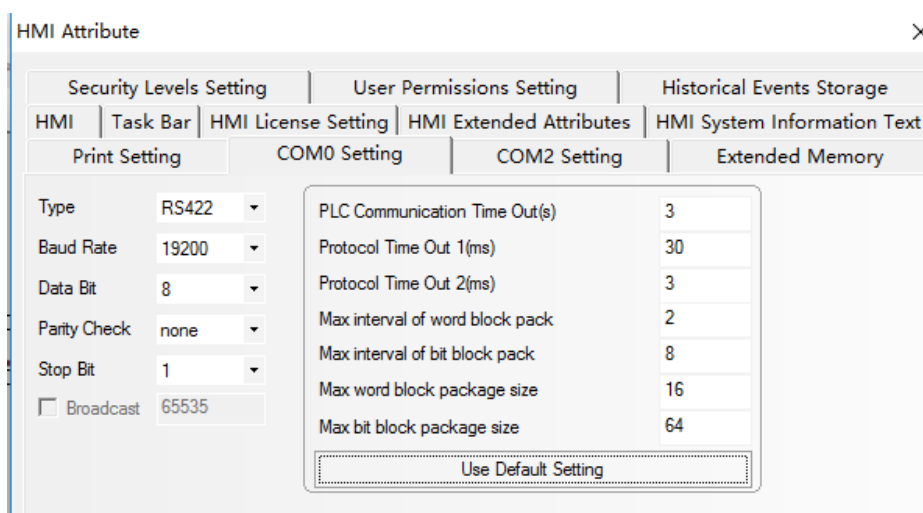 HMI Attribute
Security Levels Setting User Permissions Setting Historical Events Storage
HMI Task Bar HMI License Setting HMI Extended Attributes HMI System Information Text
Print Setting COM0 Setting COM2 Setting Extended Memory
Type RS422
Baud Rate 19200
Data Bit 8
Parity Check none
Stop Bit 1
Broadcast 65535
PLC Communication Time Out(s) 3
Protocol Time Out 1(ms) 30
Protocol Time Out 2(ms) 3
Max interval of word block pack 2
Max interval of bit block pack 8
Max word block package size 16
Max bit block package size 64
Use Default Setting